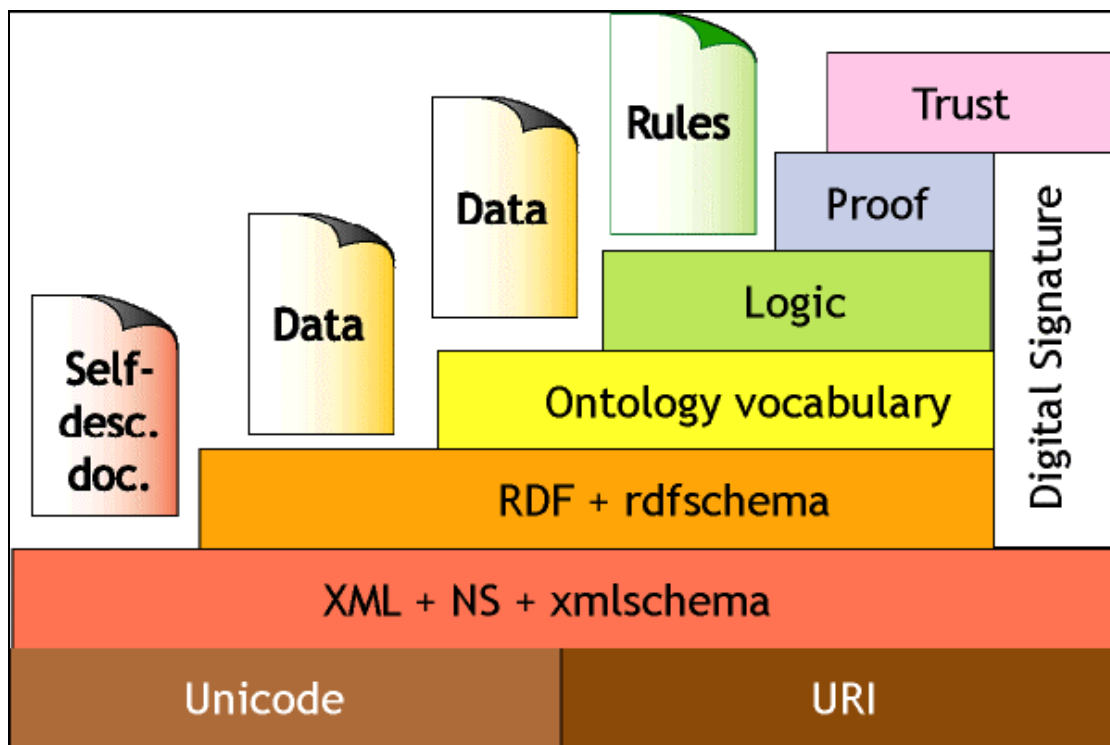 Rules
Trust
Data
Proof
Data
Logic
Self-
desc.
doc.
Ontology vocabulary
Digital Signature
RDF + rdfschema
XML + NS + xmlschema
Unicode
URI